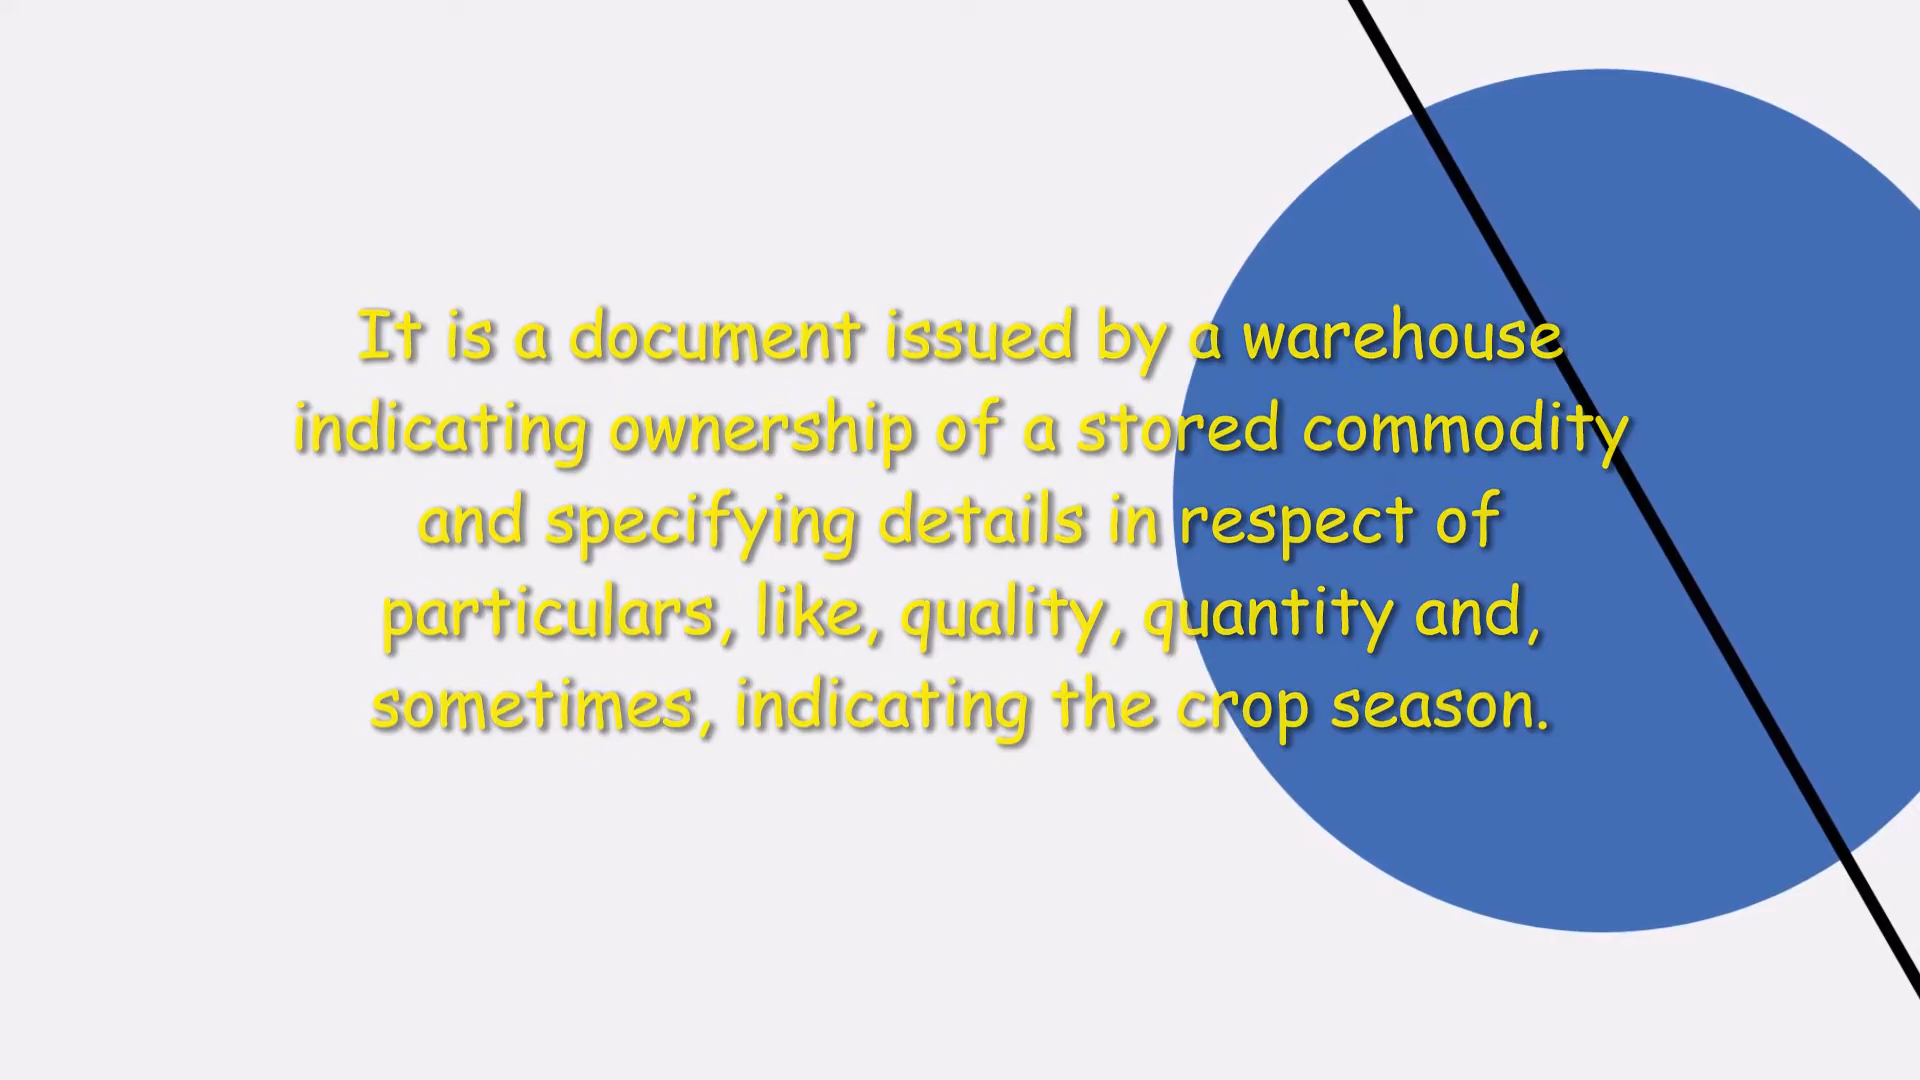 It is a document issued by a warehouse
indicating ownership of a stored commodity
and specifying details in respect of
particulars, like, quality, quantity and,
sometimes, indicating the crop season.